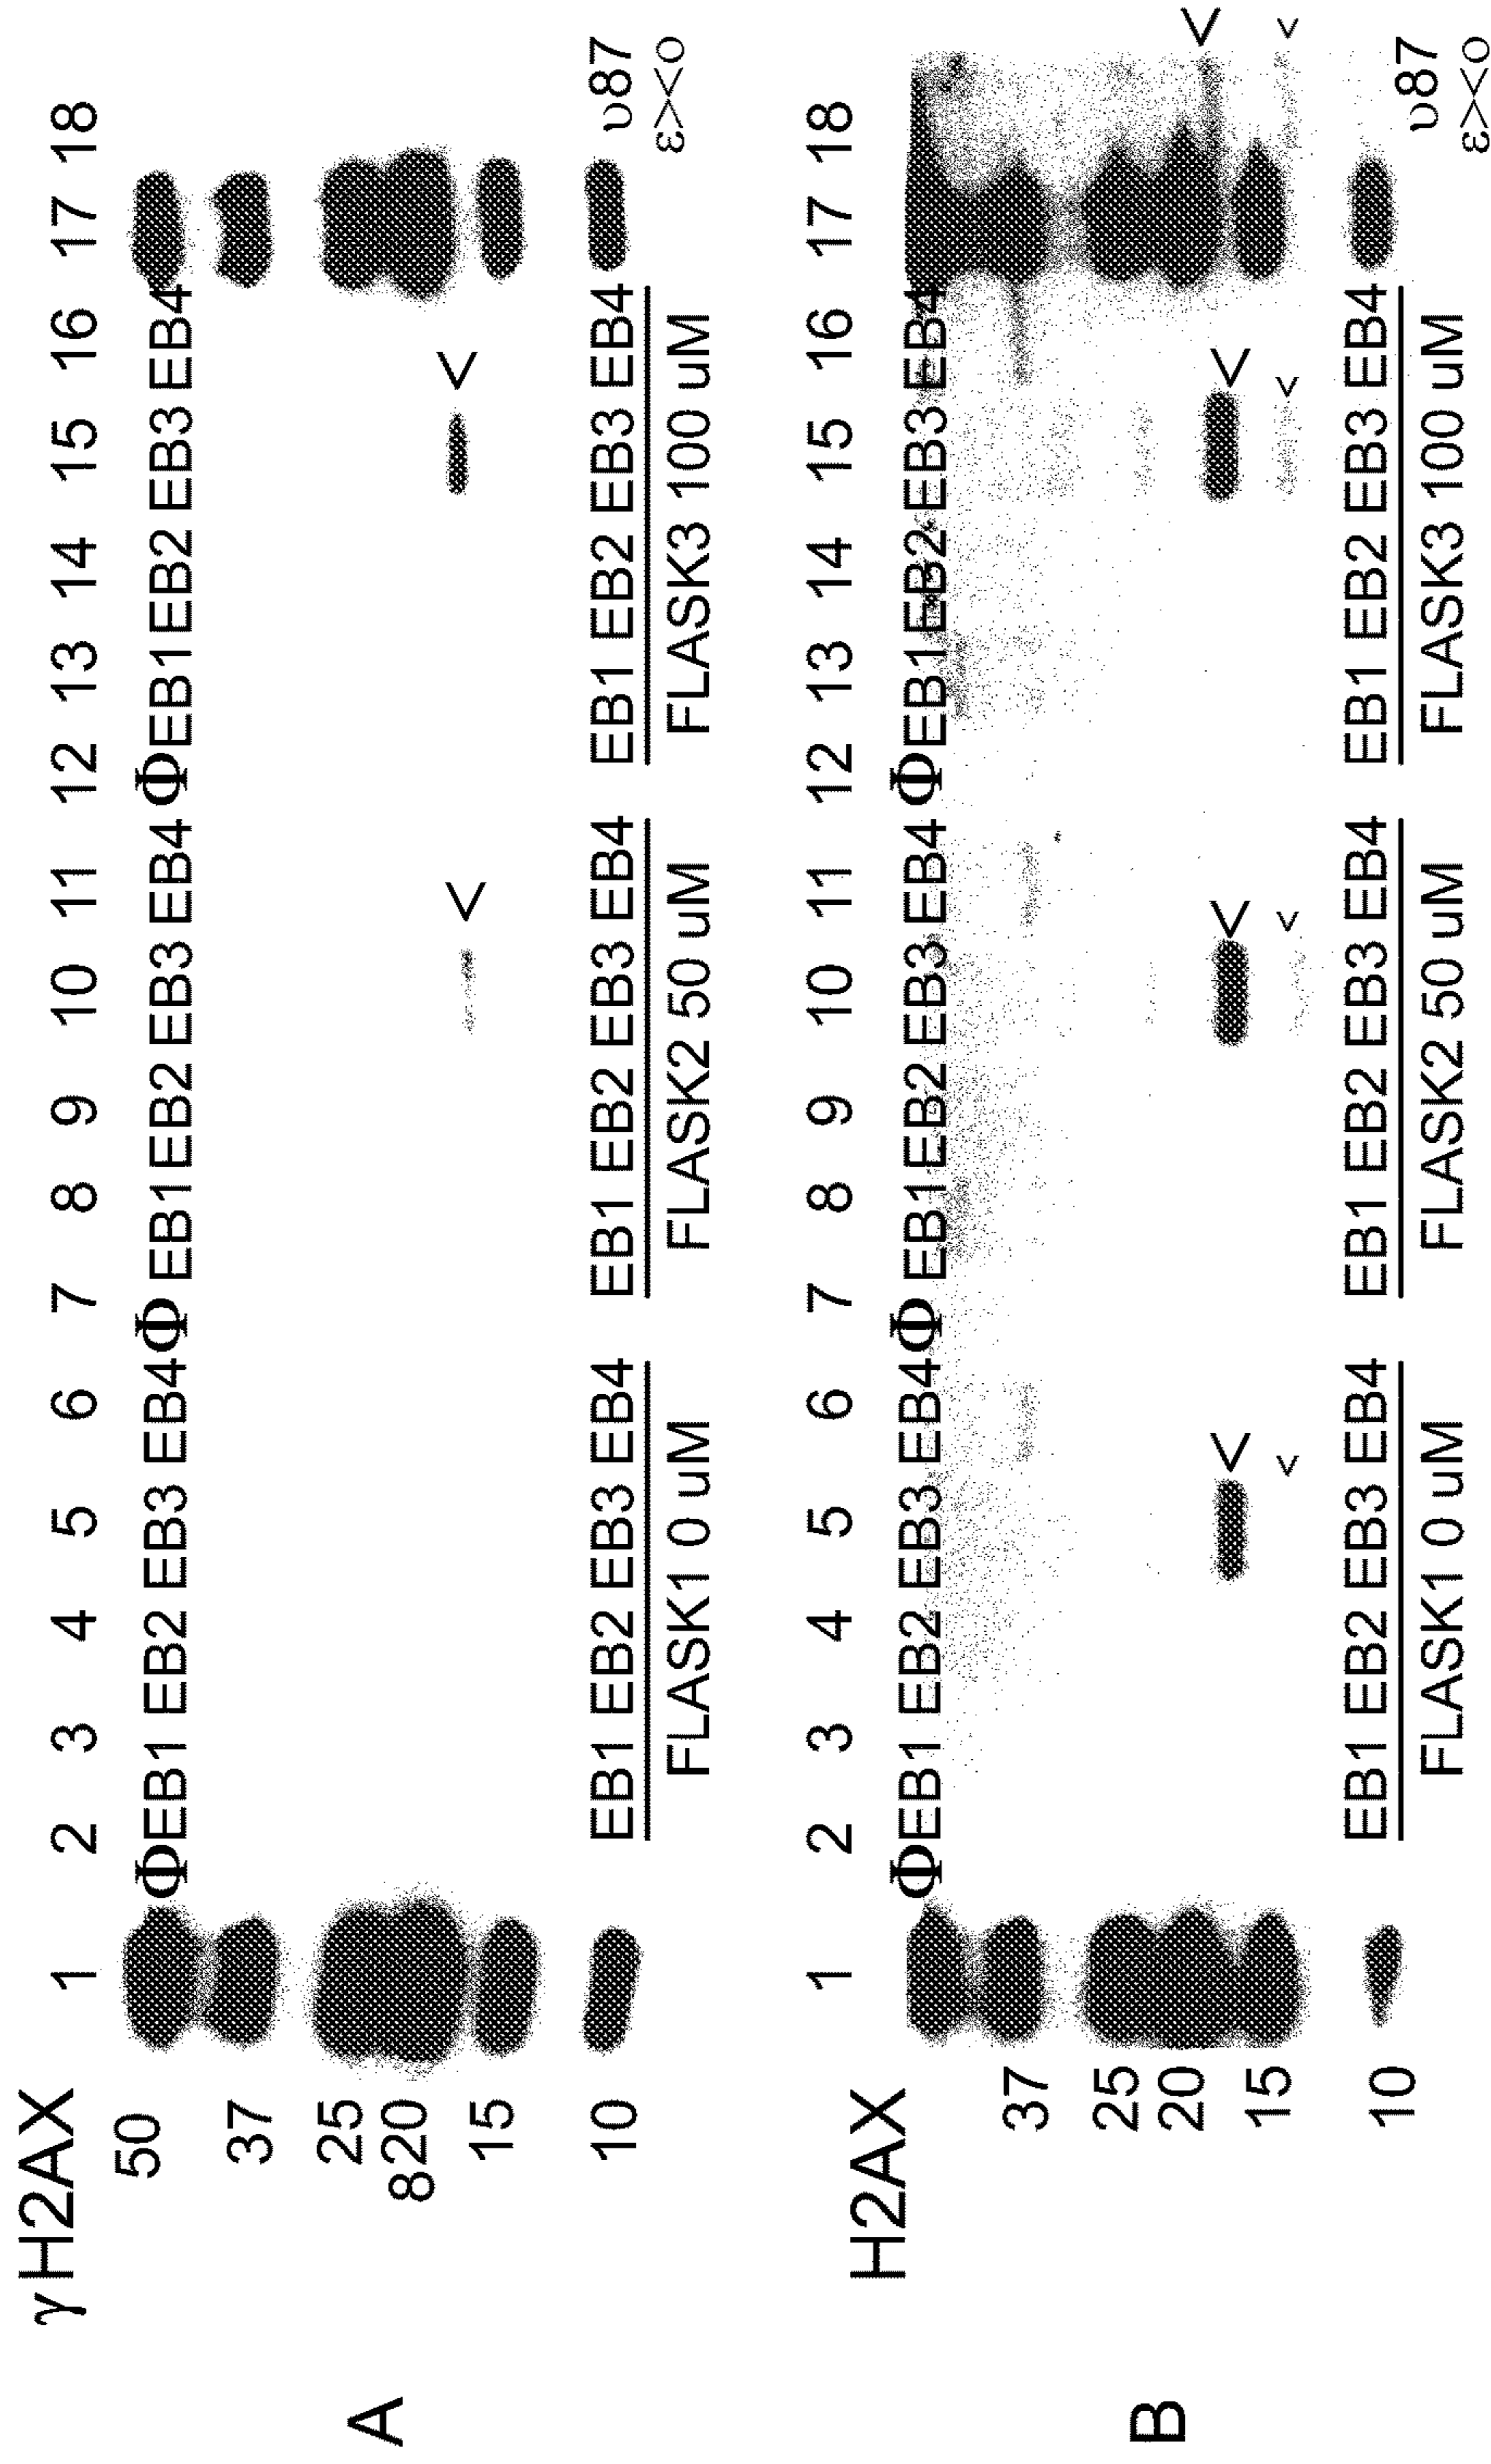 γ H2AX
1 2 3 4 5 6 7 8 9 10 11 12 13 14 15 16 17 18
Φ EB1 EB2 EB3 EB4 Φ EB1 EB2 EB3 EB4 Φ EB1 EB2 EB3 EB4
50
37
25
820
15
10
< <
A
EB1 EB2 EB3 EB4 EB1 EB2 EB3 EB4 EB1 EB2 EB3 EB4 υ87
FLASK1 0 uM FLASK2 50 uM FLASK3 100 uM ε><ο
H2AX
1 2 3 4 5 6 7 8 9 10 11 12 13 14 15 16 17 18
Φ EB1 EB2 EB3 EB4 Φ EB1 EB2 EB3 EB4 Φ EB1 EB2 EB3 EB4
37
25
20
15
10
< < < <
< < < <
B
EB1 EB2 EB3 EB4 EB1 EB2 EB3 EB4 EB1 EB2 EB3 EB4 υ87
FLASK1 0 uM FLASK2 50 uM FLASK3 100 uM ε><ο